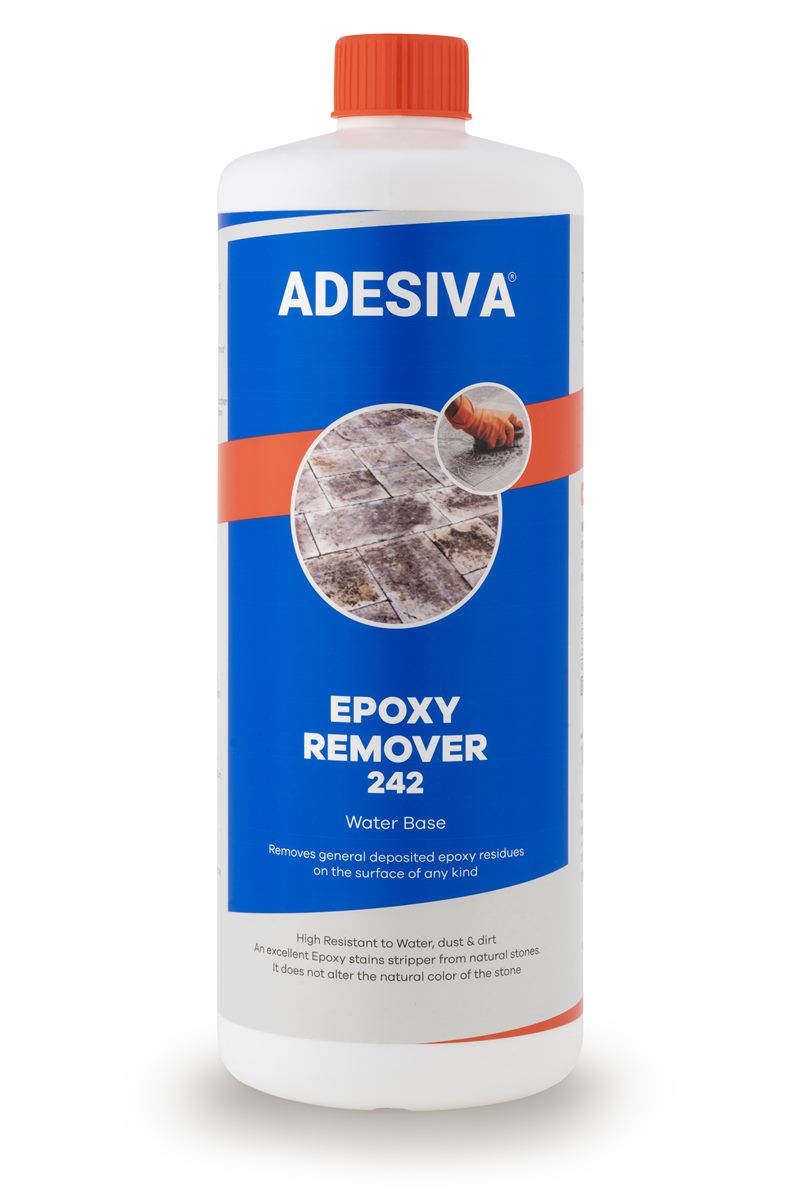 ADESIVA®
EPOXY
REMOVER
242
Water Base
Removes general deposited epoxy residues
on the surface of any kind
High Resistant to Water, dust & dirt
An excellent Epoxy stains stripper from natural stones.
It does not alter the natural color of the stone